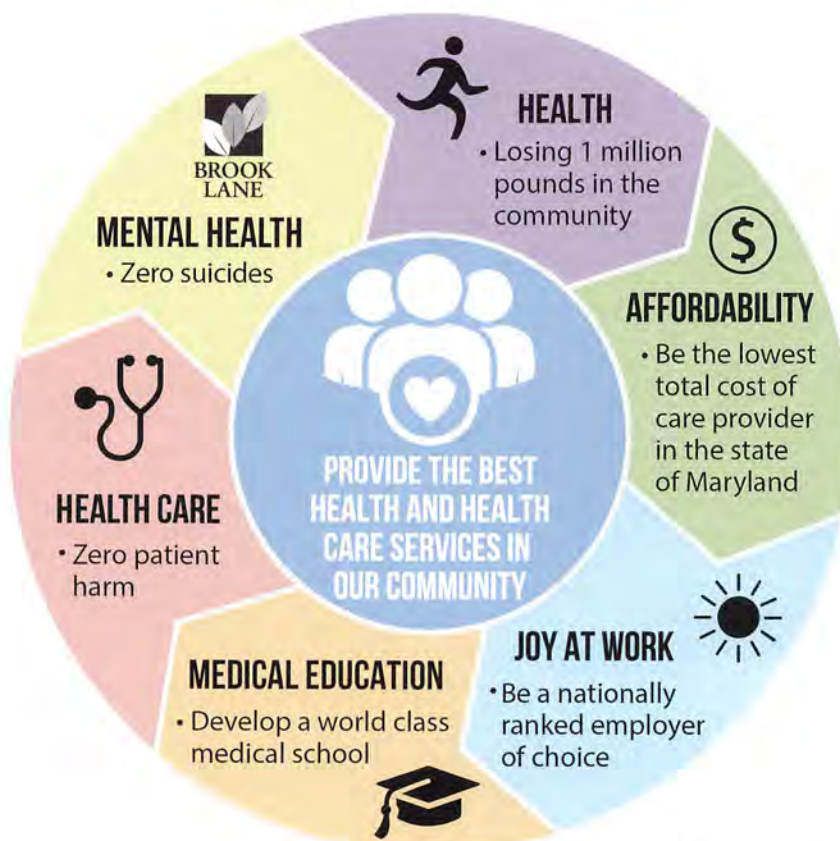 HEALTH
• Losing 1 million
pounds in the
community
$
AFFORDABILITY
• Be the lowest
total cost of
care provider
in the state
of Maryland
JOY AT WORK
• Be a nationally
ranked employer
of choice
MEDICAL EDUCATION
• Develop a world class
medical school
HEALTH CARE
• Zero patient
harm
BROOK
LANE
MENTAL HEALTH
• Zero suicides
PROVIDE THE BEST
HEALTH AND HEALTH
CARE SERVICES IN
OUR COMMUNITY